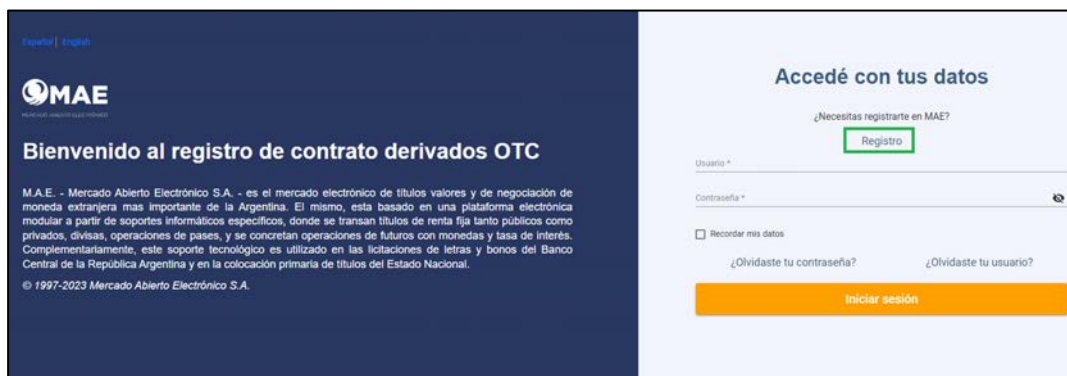 Español | English
MAE
MERCADO ABIERTO ELECTRÓNICO
Bienvenido al registro de contrato derivados OTC
M.A.E. - Mercado Abierto Electrónico S.A. - es el mercado electrónico de títulos valores y de negociación de
moneda extranjera mas importante de la Argentina. El mismo, esta basado en una plataforma electrónica
modular a partir de soportes informáticos específicos, donde se transan títulos de renta fija tanto públicos como
privados, divisas, operaciones de pases, y se concretan operaciones de futuros con monedas y tasa de interés.
Complementariamente, este soporte tecnológico es utilizado en las licitaciones de letras y bonos del Banco
Central de la República Argentina y en la colocación primaria de títulos del Estado Nacional.
© 1997-2023 Mercado Abierto Electrónico S.A.
Accedé con tus datos
¿Necesitas registrarte en MAE?
Registro
Usuario *
Contraseña *
Recordar mis datos
¿Olvidaste tu contraseña? ¿Olvidaste tu usuario?
Iniciar sesión